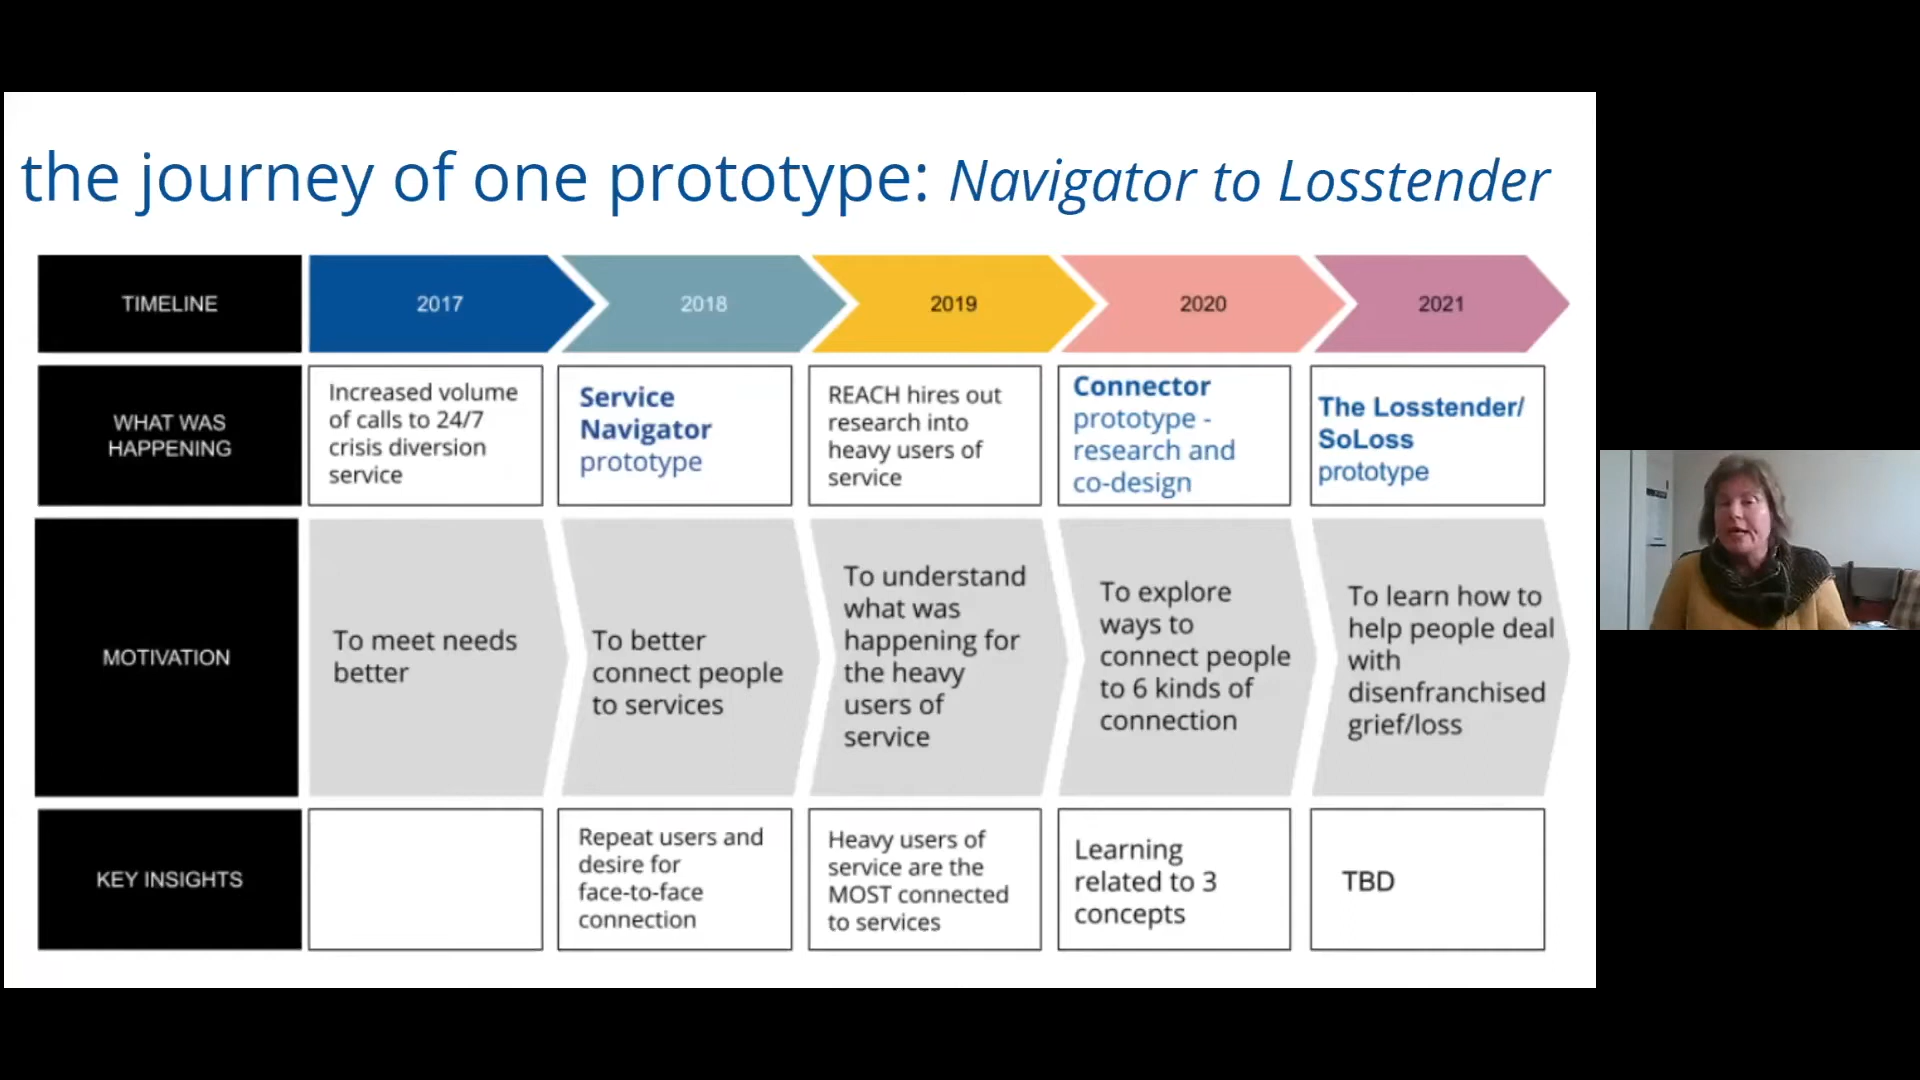 the journey of one prototype: Navigator to Losstender
TIMELINE
2017
2018
2019
2020
2021
WHAT WAS
HAPPENING
Increased volume
of calls to 24/7
crisis diversion
service
Service
Navigator
prototype
REACH hires out
research into
heavy users of
service
Connector
prototype -
research and
co-design
The Losstender/
SoLoss
prototype
MOTIVATION
To meet needs
better
To better
connect people
to services
To understand
what was
happening for
the heavy
users of
service
To explore
ways to
connect people
to 6 kinds of
connection
To learn how to
help people deal
with
disenfranchised
grief/loss
KEY INSIGHTS
Repeat users and
desire for
face-to-face
connection
Heavy users of
service are the
MOST connected
to services
Learning
related to 3
concepts
TBD